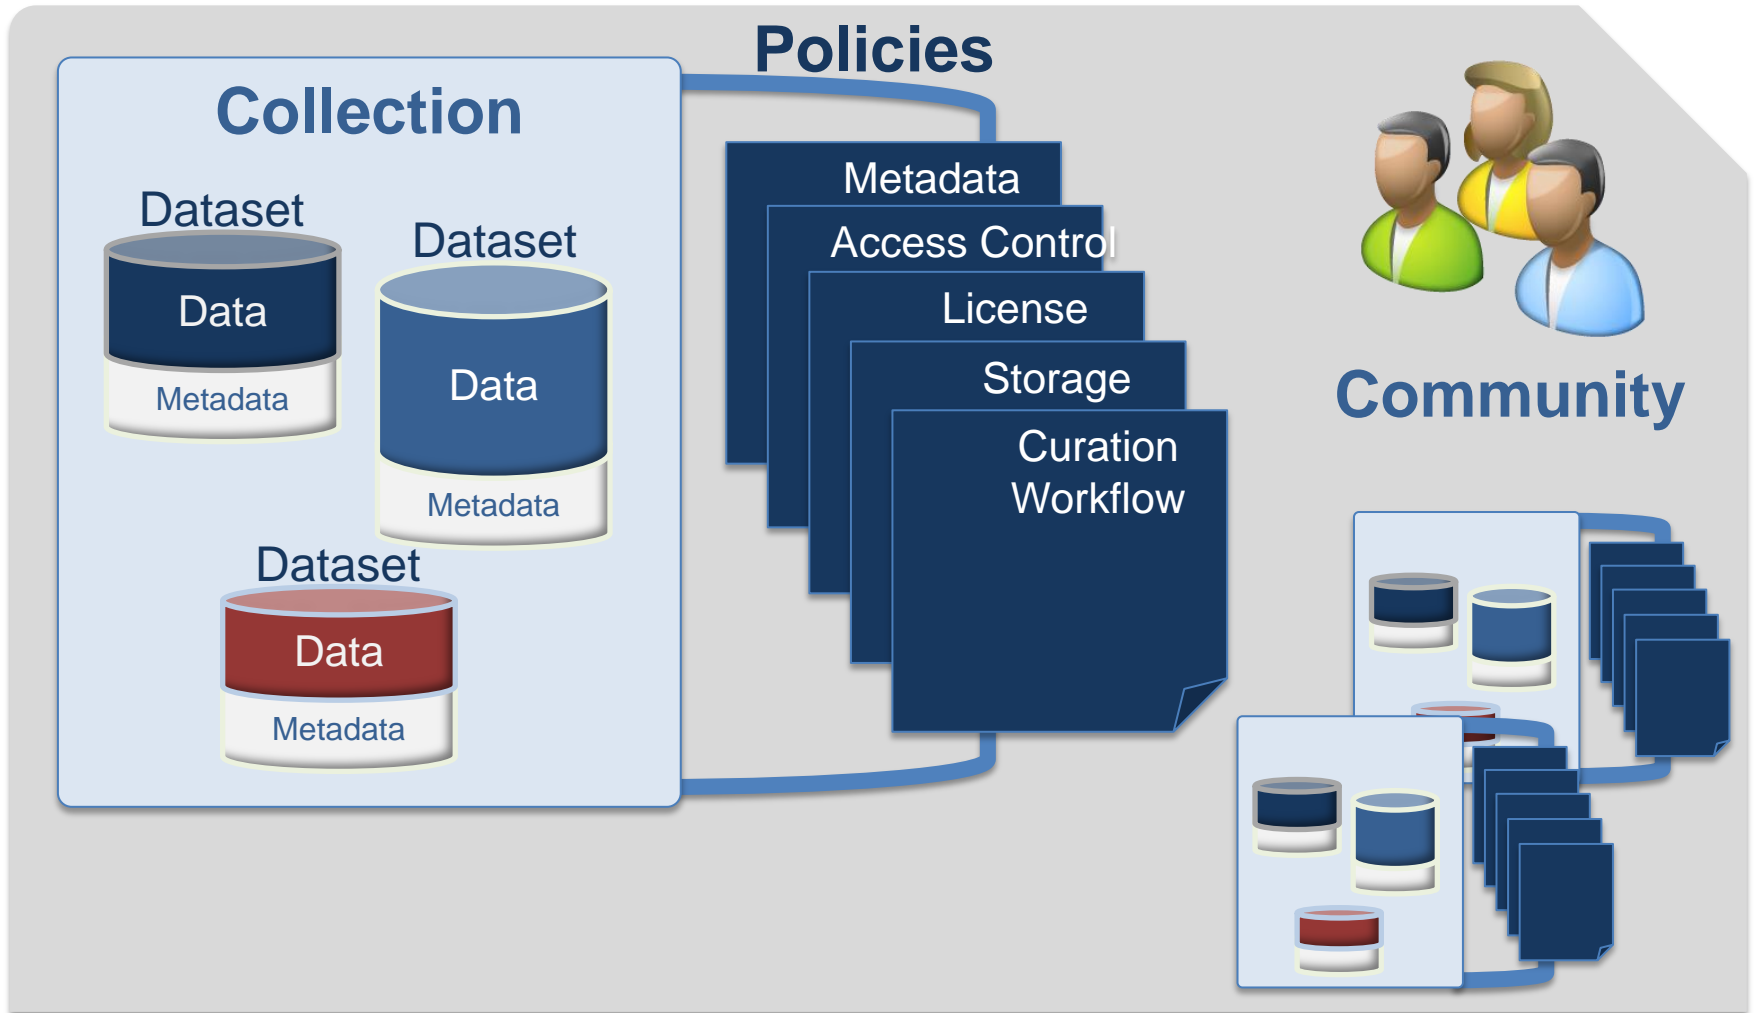 Policies
Collection
Dataset
Data
Metadata
Dataset
Data
Metadata
Dataset
Data
Metadata
Metadata
Access Control
License
Storage
Curation
Workflow
Community